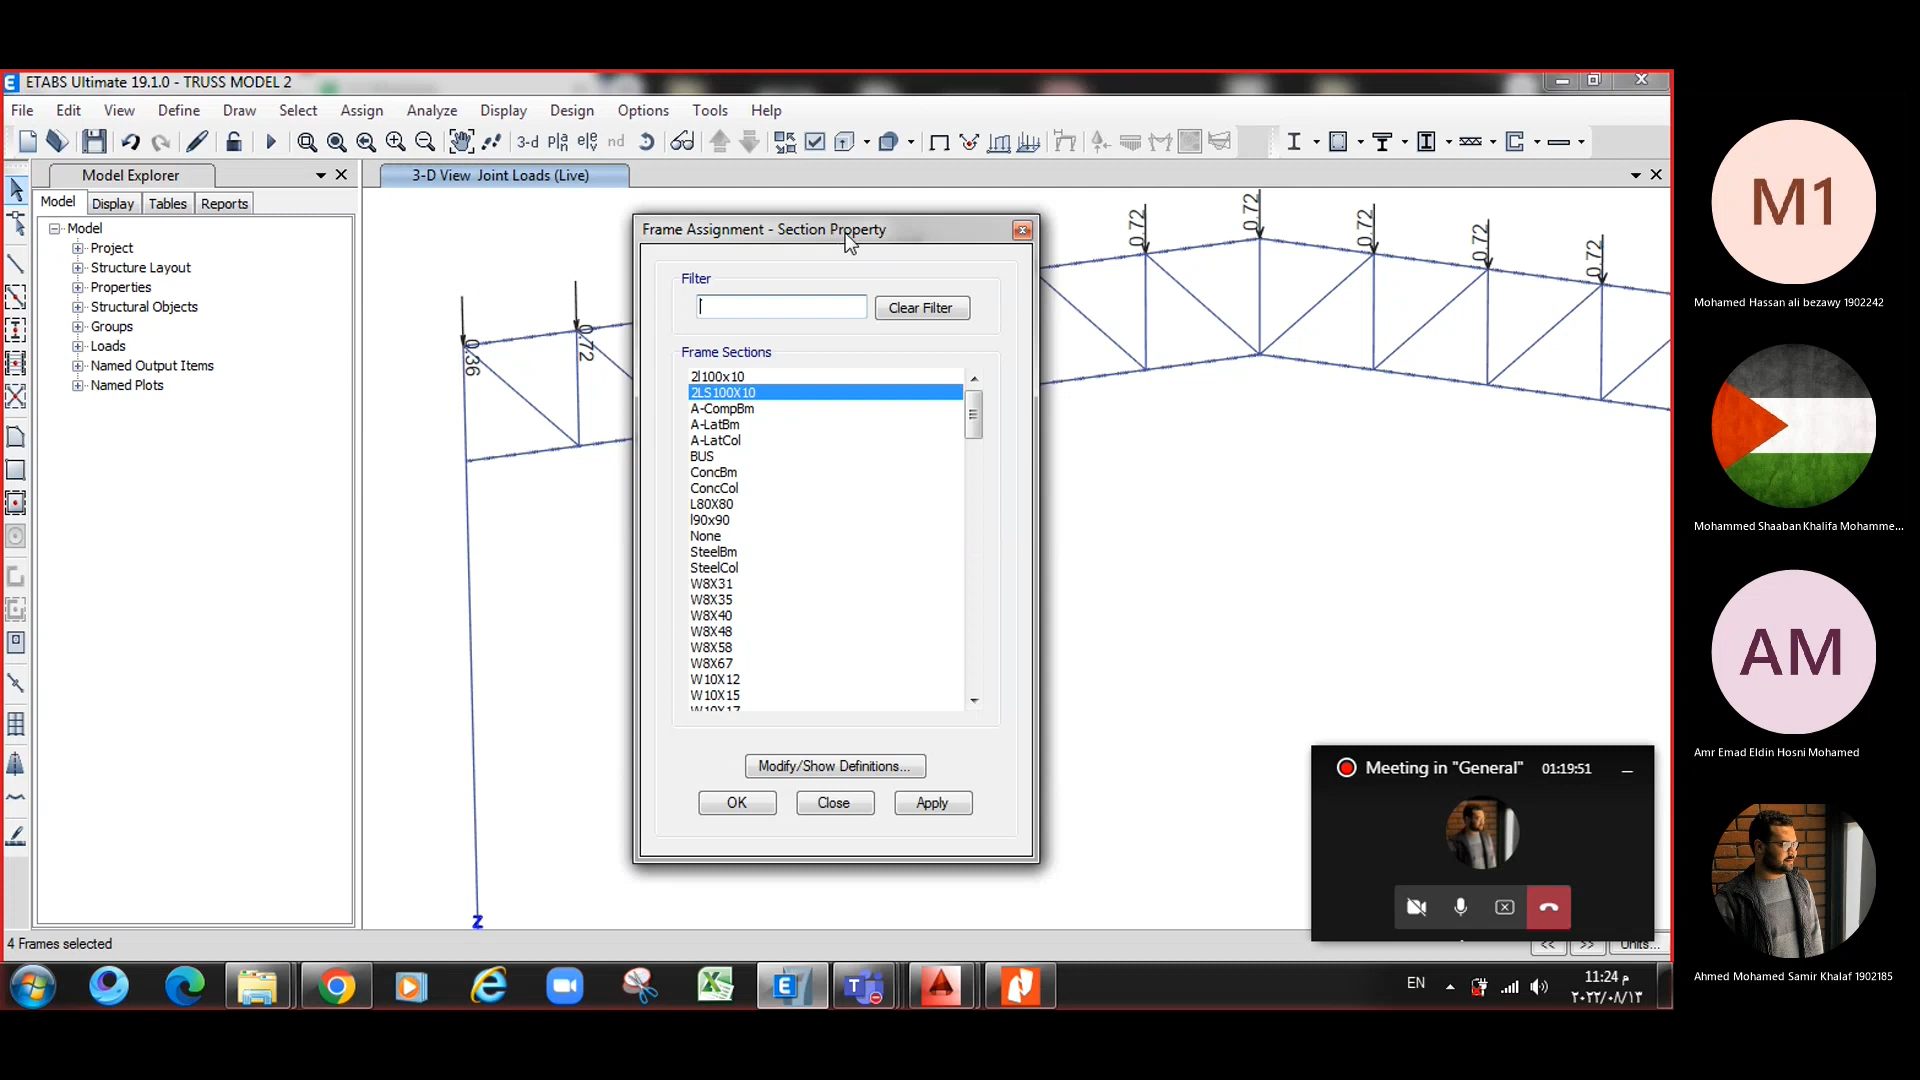 ETABS Ultimate 19.1.0 - TRUSS MODEL 2
File Edit View Define Draw Select Assign Analyze Display Design Options Tools Help
3-d
nd
Model Explorer
3-D View Joint Loads (Live)
Model Display Tables Reports
Model
Project
Structure Layout
Properties
Structural Objects
Groups
Loads
Named Output Items
Named Plots
0.36
0.72
0.72
0.72
0.72
0.72
0.72
Z
Frame Assignment - Section Property
Filter
Clear Filter
Frame Sections
2l100x10
2LS100X10
A-CompBm
A-LatBm
A-LatCol
BUS
ConcBm
ConcCol
L80X80
l90x90
None
SteelBm
SteelCol
W8X31
W8X35
W8X40
W8X48
W8X58
W8X67
W10X12
W10X15
W10X17
Modify/Show Definitions...
OK Close Apply
Meeting in "General" 01:19:51
4 Frames selected
<< >> Units...
EN
11:24 م
٢٠٢٢/٠٨/١٣
M1
Mohamed Hassan ali bezawy 1902242
Mohammed Shaaban Khalifa Mohamme...
AM
Amr Emad Eldin Hosni Mohamed
Ahmed Mohamed Samir Khalaf 1902185